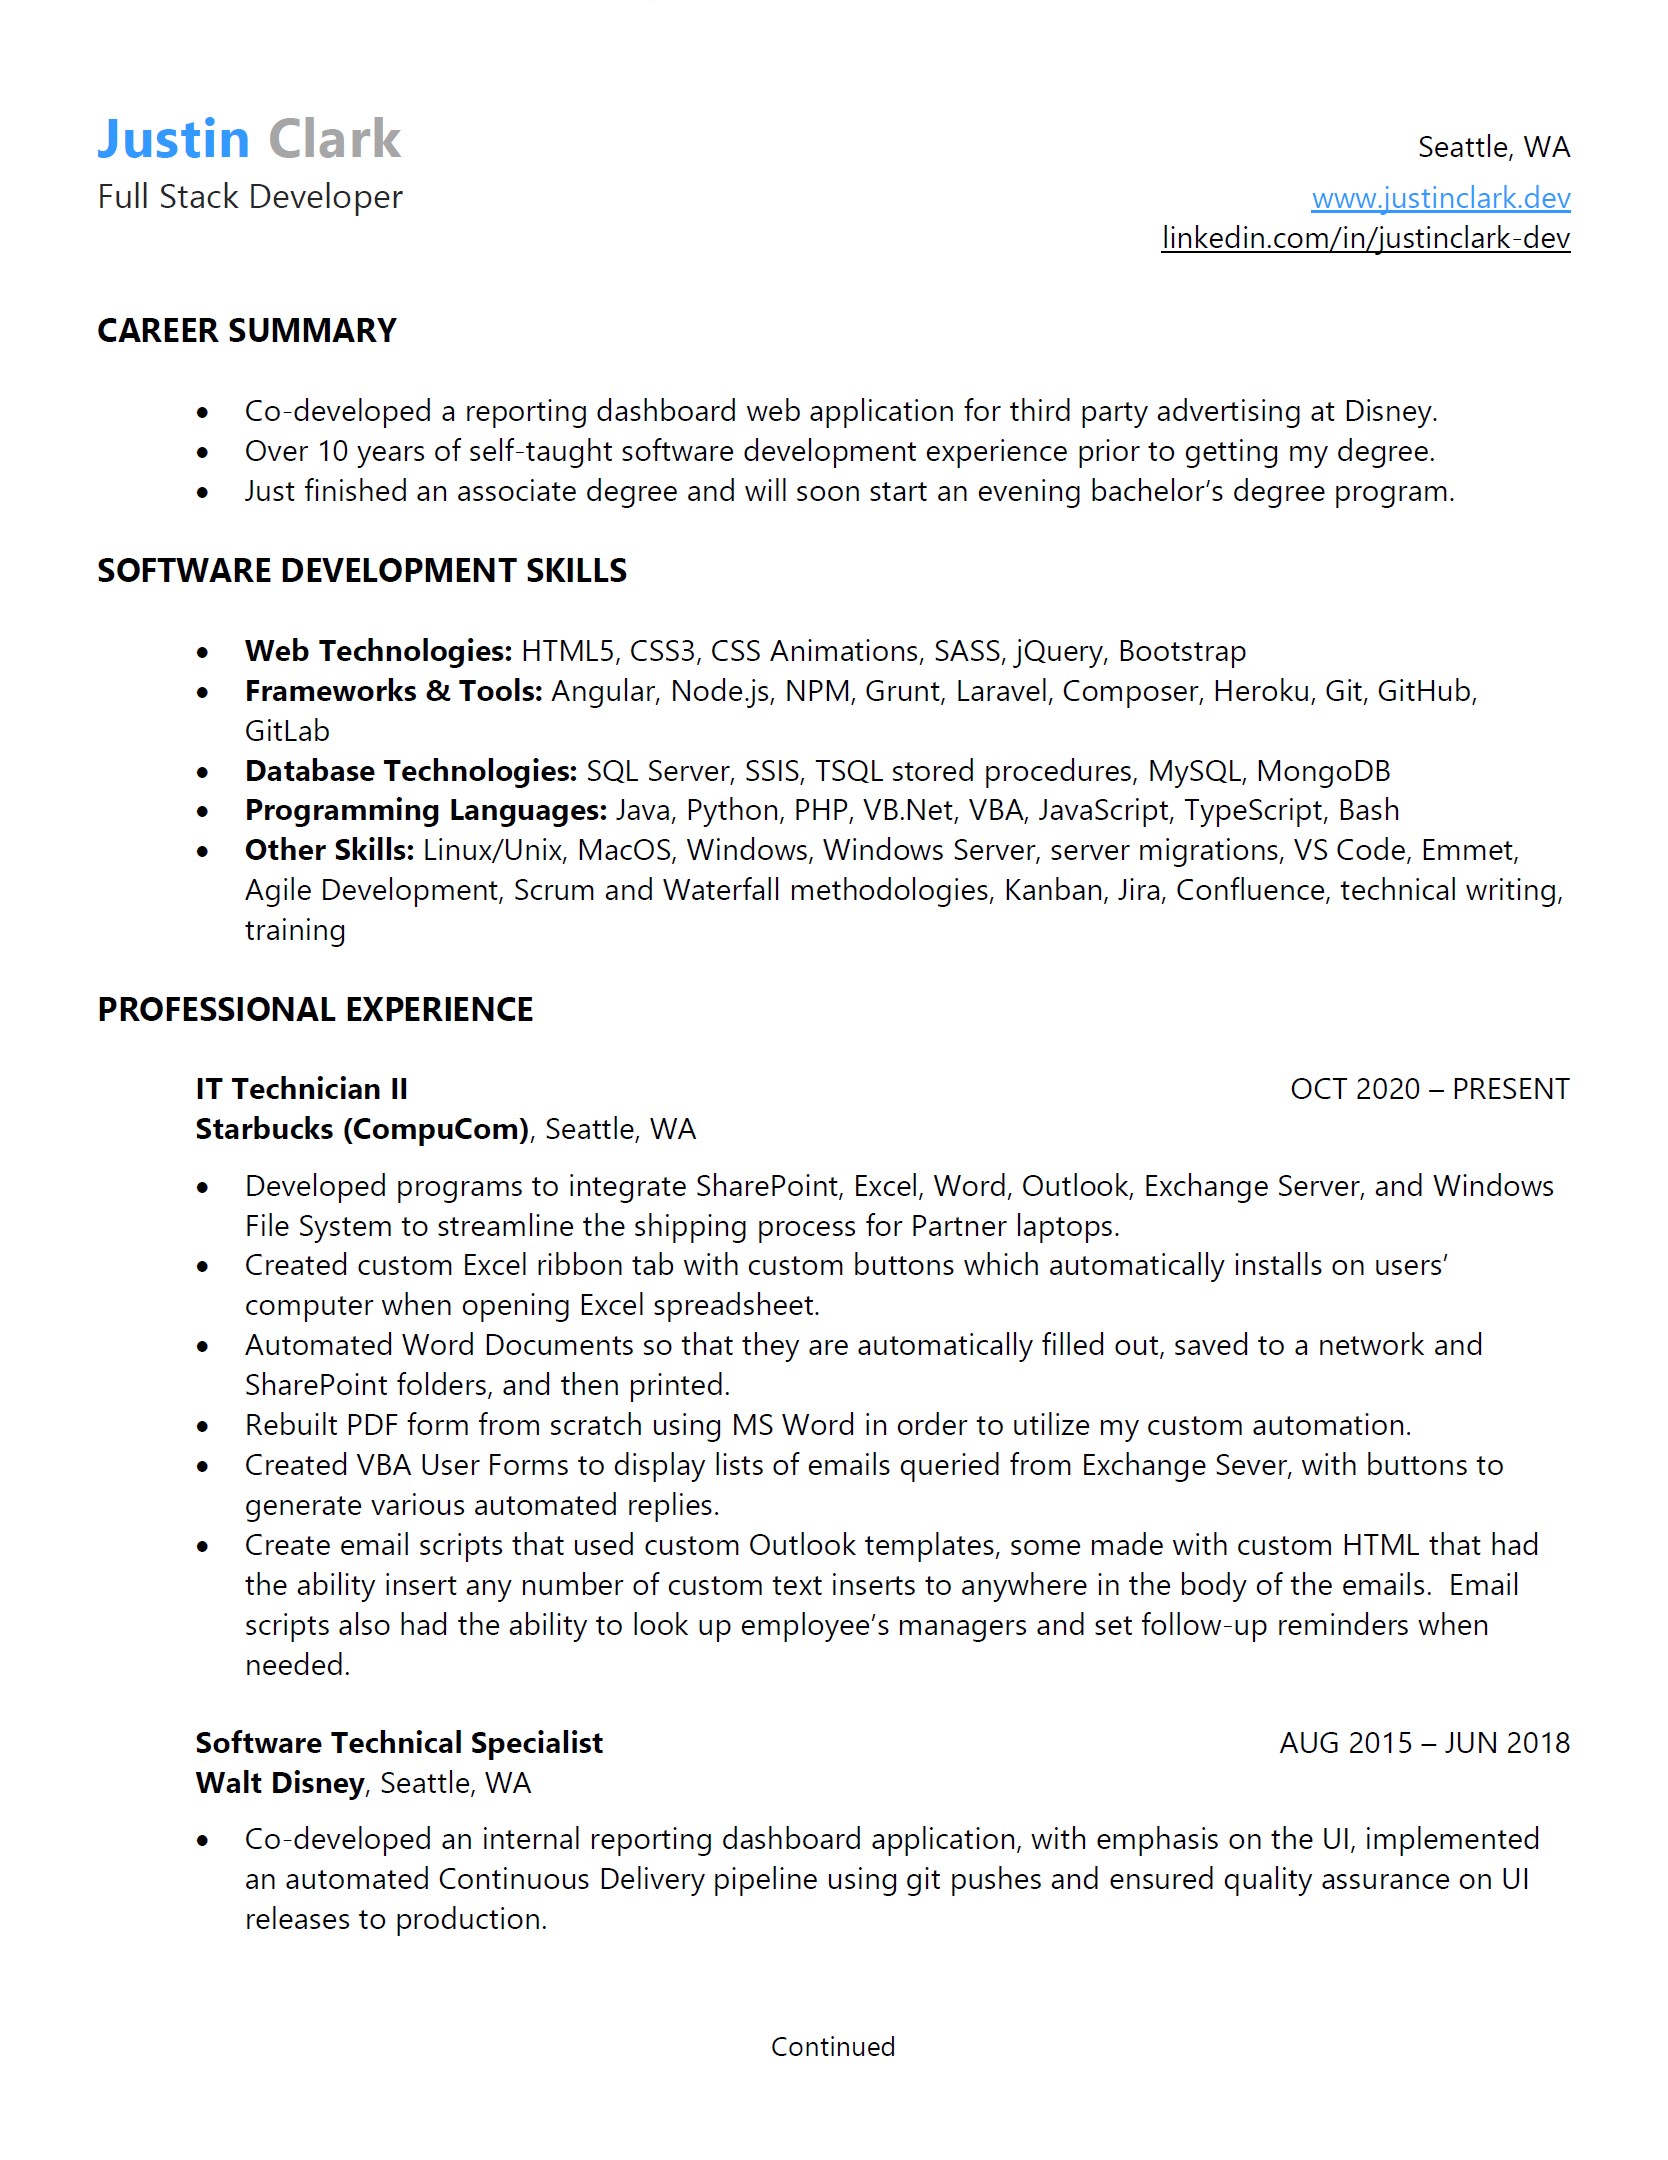 Justin Clark
Seattle, WA
Full Stack Developer
www.justinclark.dev
linkedin.com/in/justinclark-dev
CAREER SUMMARY
• Co-developed a reporting dashboard web application for third party advertising at Disney.
• Over 10 years of self-taught software development experience prior to getting my degree.
• Just finished an associate degree and will soon start an evening bachelor’s degree program.
SOFTWARE DEVELOPMENT SKILLS
• Web Technologies: HTML5, CSS3, CSS Animations, SASS, jQuery, Bootstrap
• Frameworks & Tools: Angular, Node.js, NPM, Grunt, Laravel, Composer, Heroku, Git, GitHub,
GitLab
• Database Technologies: SQL Server, SSIS, TSQL stored procedures, MySQL, MongoDB
• Programming Languages: Java, Python, PHP, VB.Net, VBA, JavaScript, TypeScript, Bash
• Other Skills: Linux/Unix, MacOS, Windows, Windows Server, server migrations, VS Code, Emmet,
Agile Development, Scrum and Waterfall methodologies, Kanban, Jira, Confluence, technical writing,
training
PROFESSIONAL EXPERIENCE
IT Technician II OCT 2020 – PRESENT
Starbucks (CompuCom), Seattle, WA
• Developed programs to integrate SharePoint, Excel, Word, Outlook, Exchange Server, and Windows
File System to streamline the shipping process for Partner laptops.
• Created custom Excel ribbon tab with custom buttons which automatically installs on users’
computer when opening Excel spreadsheet.
• Automated Word Documents so that they are automatically filled out, saved to a network and
SharePoint folders, and then printed.
• Rebuilt PDF form from scratch using MS Word in order to utilize my custom automation.
• Created VBA User Forms to display lists of emails queried from Exchange Sever, with buttons to
generate various automated replies.
• Create email scripts that used custom Outlook templates, some made with custom HTML that had
the ability insert any number of custom text inserts to anywhere in the body of the emails.  Email
scripts also had the ability to look up employee’s managers and set follow-up reminders when
needed.
Software Technical Specialist AUG 2015 – JUN 2018
Walt Disney, Seattle, WA
• Co-developed an internal reporting dashboard application, with emphasis on the UI, implemented
an automated Continuous Delivery pipeline using git pushes and ensured quality assurance on UI
releases to production.
Continued